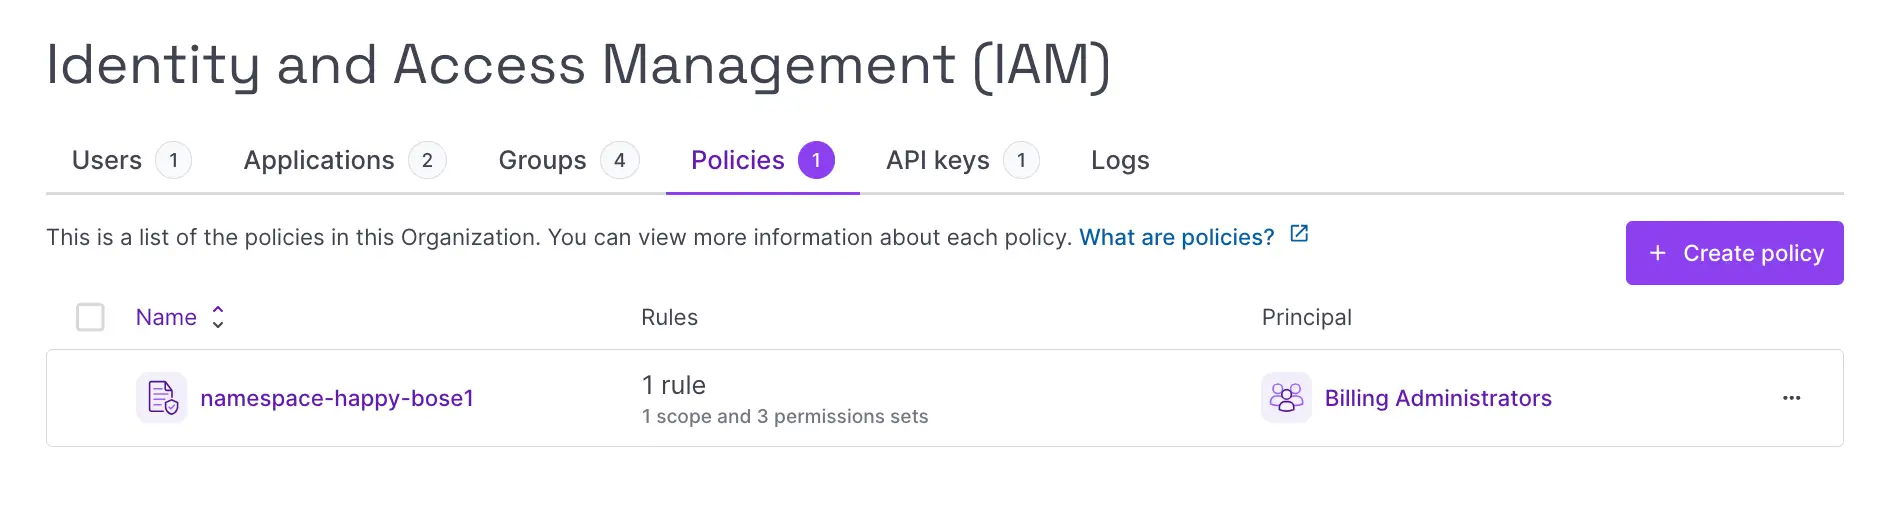 Identity and Access Management (IAM)
Users 1 Applications 2 Groups 4 Policies 1 API keys 1 Logs
This is a list of the policies in this Organization. You can view more information about each policy. What are policies?
+ Create policy
Name Rules Principal
namespace-happy-bose1 1 rule Billing Administrators ...
1 scope and 3 permissions sets